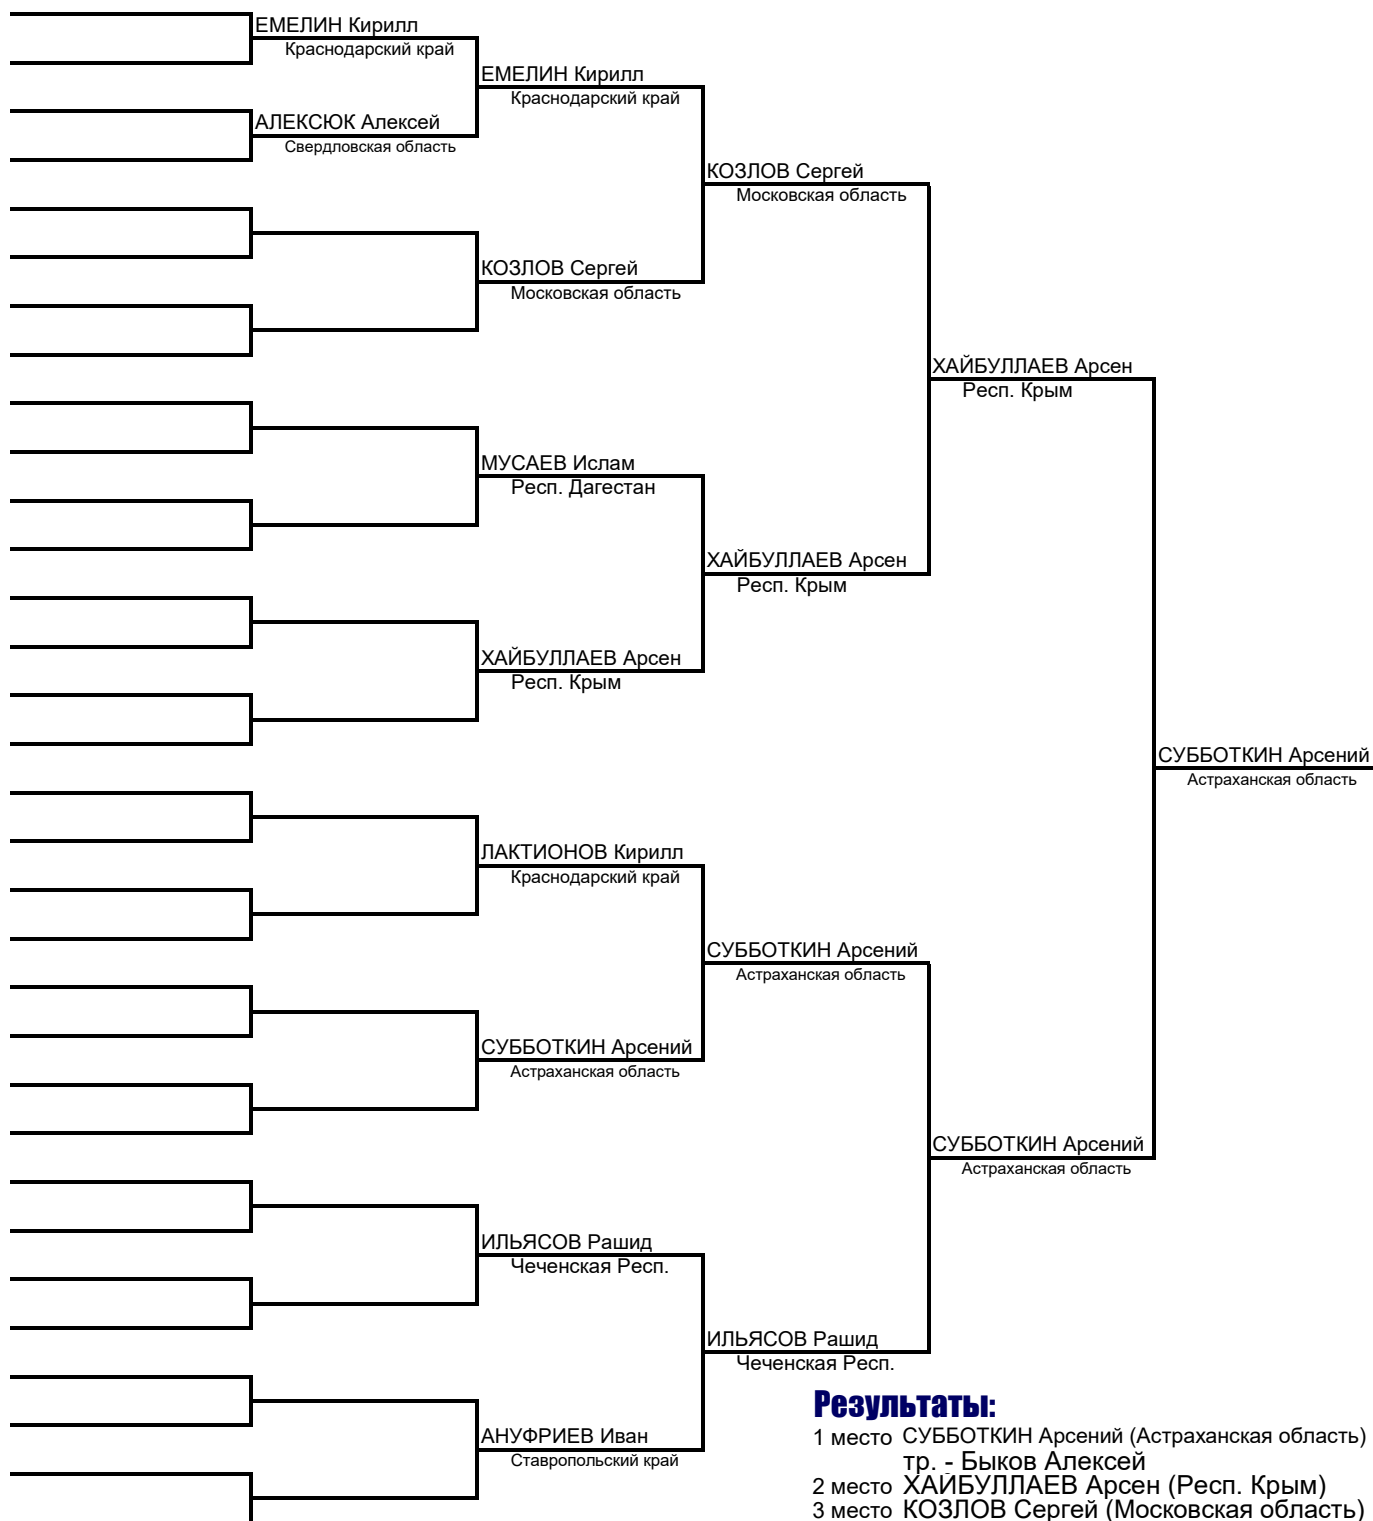 ЕМЕЛИН Кирилл
Краснодарский край
ЕМЕЛИН Кирилл
Краснодарский край
АЛЕКСЮК Алексей
Свердловская область
КОЗЛОВ Сергей
Московская область
КОЗЛОВ Сергей
Московская область
ХАЙБУЛЛАЕВ Арсен
Респ. Крым
МУСАЕВ Ислам
Респ. Дагестан
ХАЙБУЛЛАЕВ Арсен
Респ. Крым
ХАЙБУЛЛАЕВ Арсен
Респ. Крым
СУББОТКИН Арсений
Астраханская область
ЛАКТИОНОВ Кирилл
Краснодарский край
СУББОТКИН Арсений
Астраханская область
СУББОТКИН Арсений
Астраханская область
СУББОТКИН Арсений
Астраханская область
ИЛЬЯСОВ Рашид
Чеченская Респ.
ИЛЬЯСОВ Рашид
Чеченская Респ.
АНУФРИЕВ Иван
Ставропольский край
Результаты:
1 место СУББОТКИН Арсений (Астраханская область)
тр. - Быков Алексей
2 место ХАЙБУЛЛАЕВ Арсен (Респ. Крым)
3 место КОЗЛОВ Сергей (Московская область)